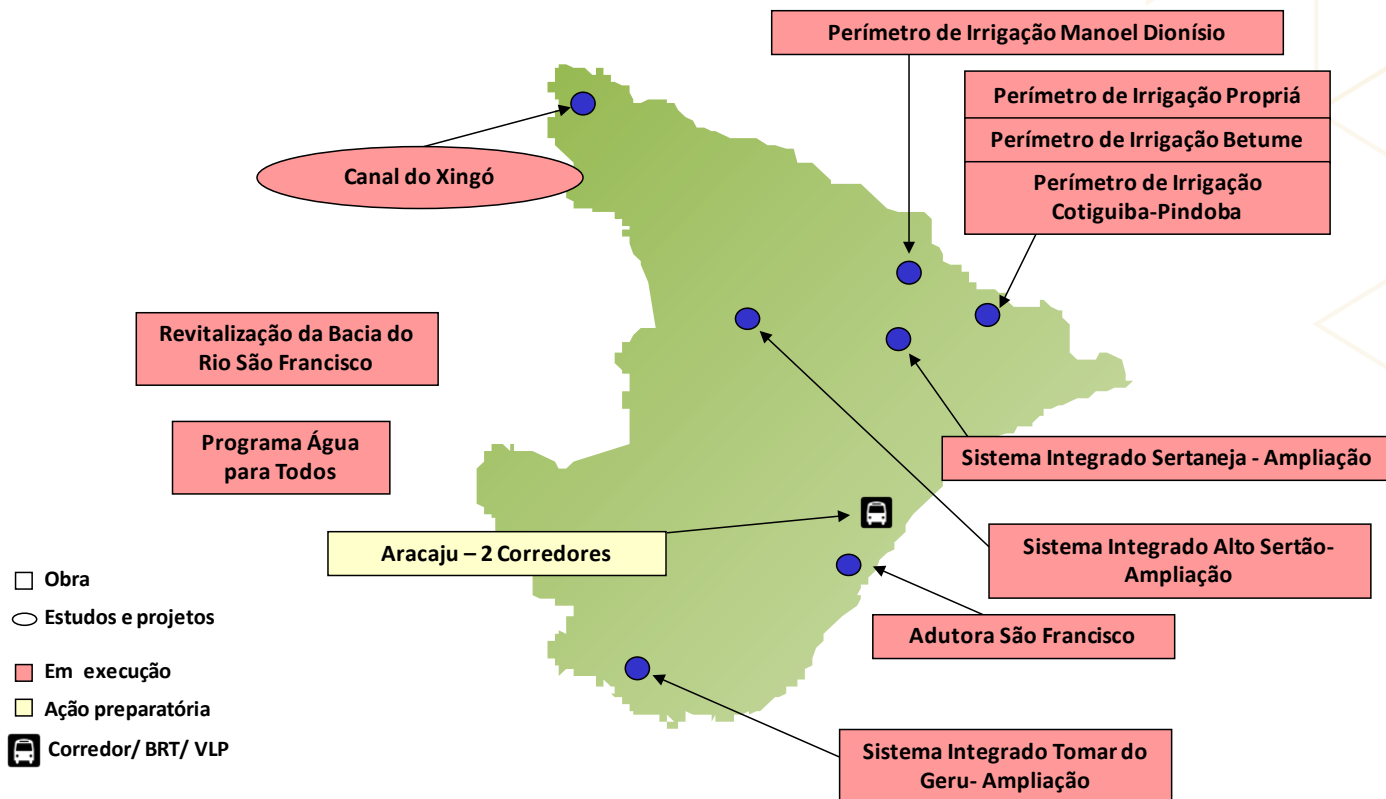 Perímetro de Irrigação Manoel Dionísio
Perímetro de Irrigação Propriá
Perímetro de Irrigação Betume
Perímetro de Irrigação
Cotiguiba-Pindoba
Canal do Xingó
Revitalização da Bacia do
Rio São Francisco
Programa Água
para Todos
Sistema Integrado Sertaneja - Ampliação
Aracaju – 2 Corredores
Sistema Integrado Alto Sertão-
Ampliação
Adutora São Francisco
Sistema Integrado Tomar do
Geru- Ampliação
Obra
Estudos e projetos
Em execução
Ação preparatória
Corredor/ BRT/ VLP